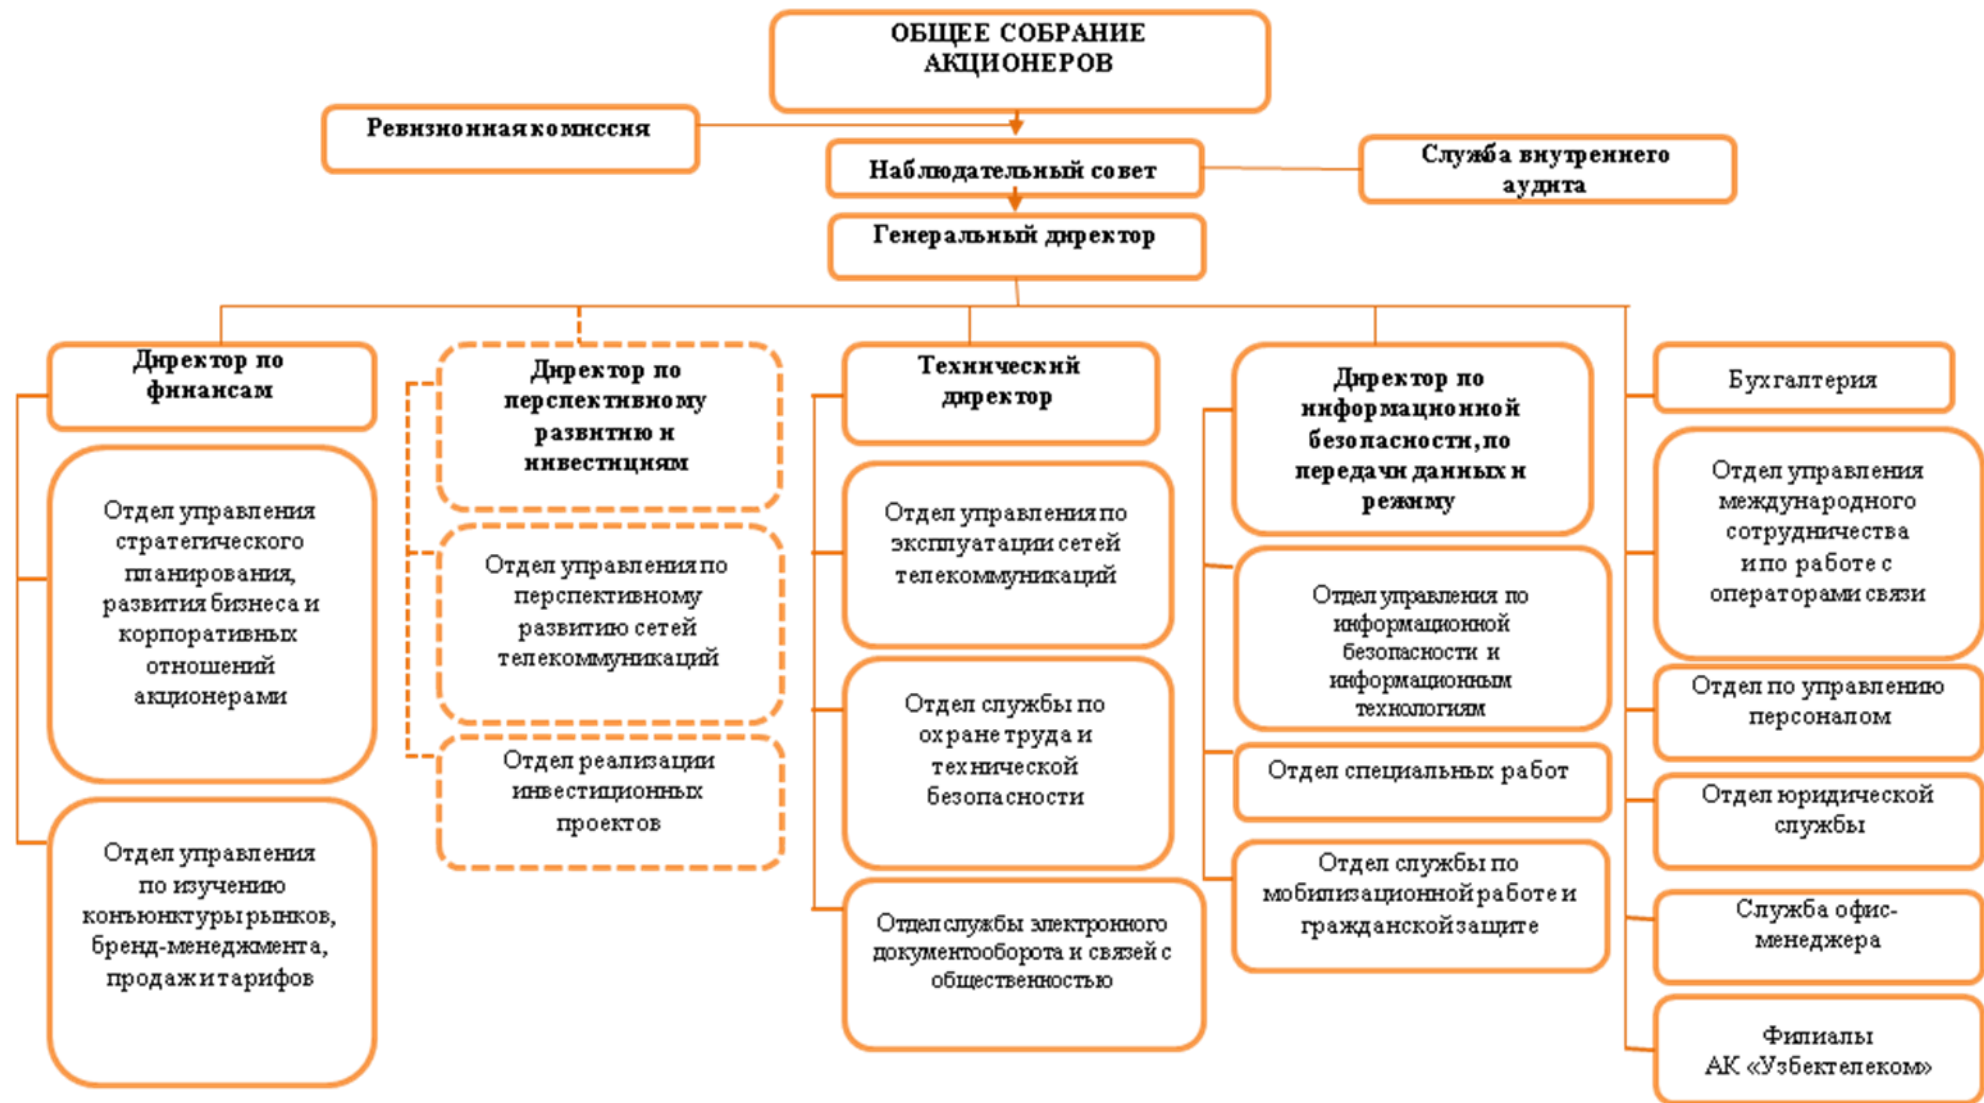 ОБЩЕЕ СОБРАНИЕ
АКЦИОНЕРОВ
Ревизионная комиссия
Наблюдательный совет
Служба внутреннего
аудита
Генеральный директор
Директор по
финансам
Отдел управления
стратегического
планирования,
развития бизнеса и
корпоративных
отношений
акционерами
Отдел управления
по изучению
конъюнктуры рынков,
бренд-менеджмента,
продаж и тарифов
Директор по
перспективному
развитию и
инвестициям
Отдел управления по
перспективному
развитию сетей
телекоммуникаций
Отдел реализации
инвестиционных
проектов
Технический
директор
Отдел управления по
эксплуатации сетей
телекоммуникаций
Отдел службы по
охране труда и
технической
безопасности
Отдел службы электронного
документооборота и связей с
общественностью
Директор по
информационной
безопасности, по
передачи данных и
режиму
Отдел управления по
информационной
безопасности и
информационным
технологиям
Отдел специальных работ
Отдел службы по
мобилизационной работе и
гражданской защите
Бухгалтерия
Отдел управления
международного
сотрудничества
и по работе с
операторами связи
Отдел по управлению
персоналом
Отдел юридической
службы
Служба офис-
менеджера
Филиалы
АК «Узбектелеком»